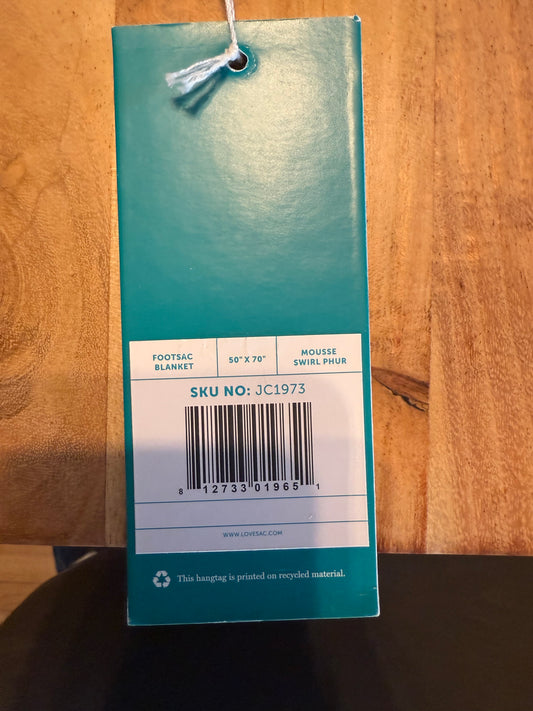 FOOTSAC
BLANKET
50" X 70"
MOUSSE
SWIRL PHUR
SKU NO: JC1973
8 12733 01965 1
WWW.LOVESAC.COM
This hangtag is printed on recycled material.